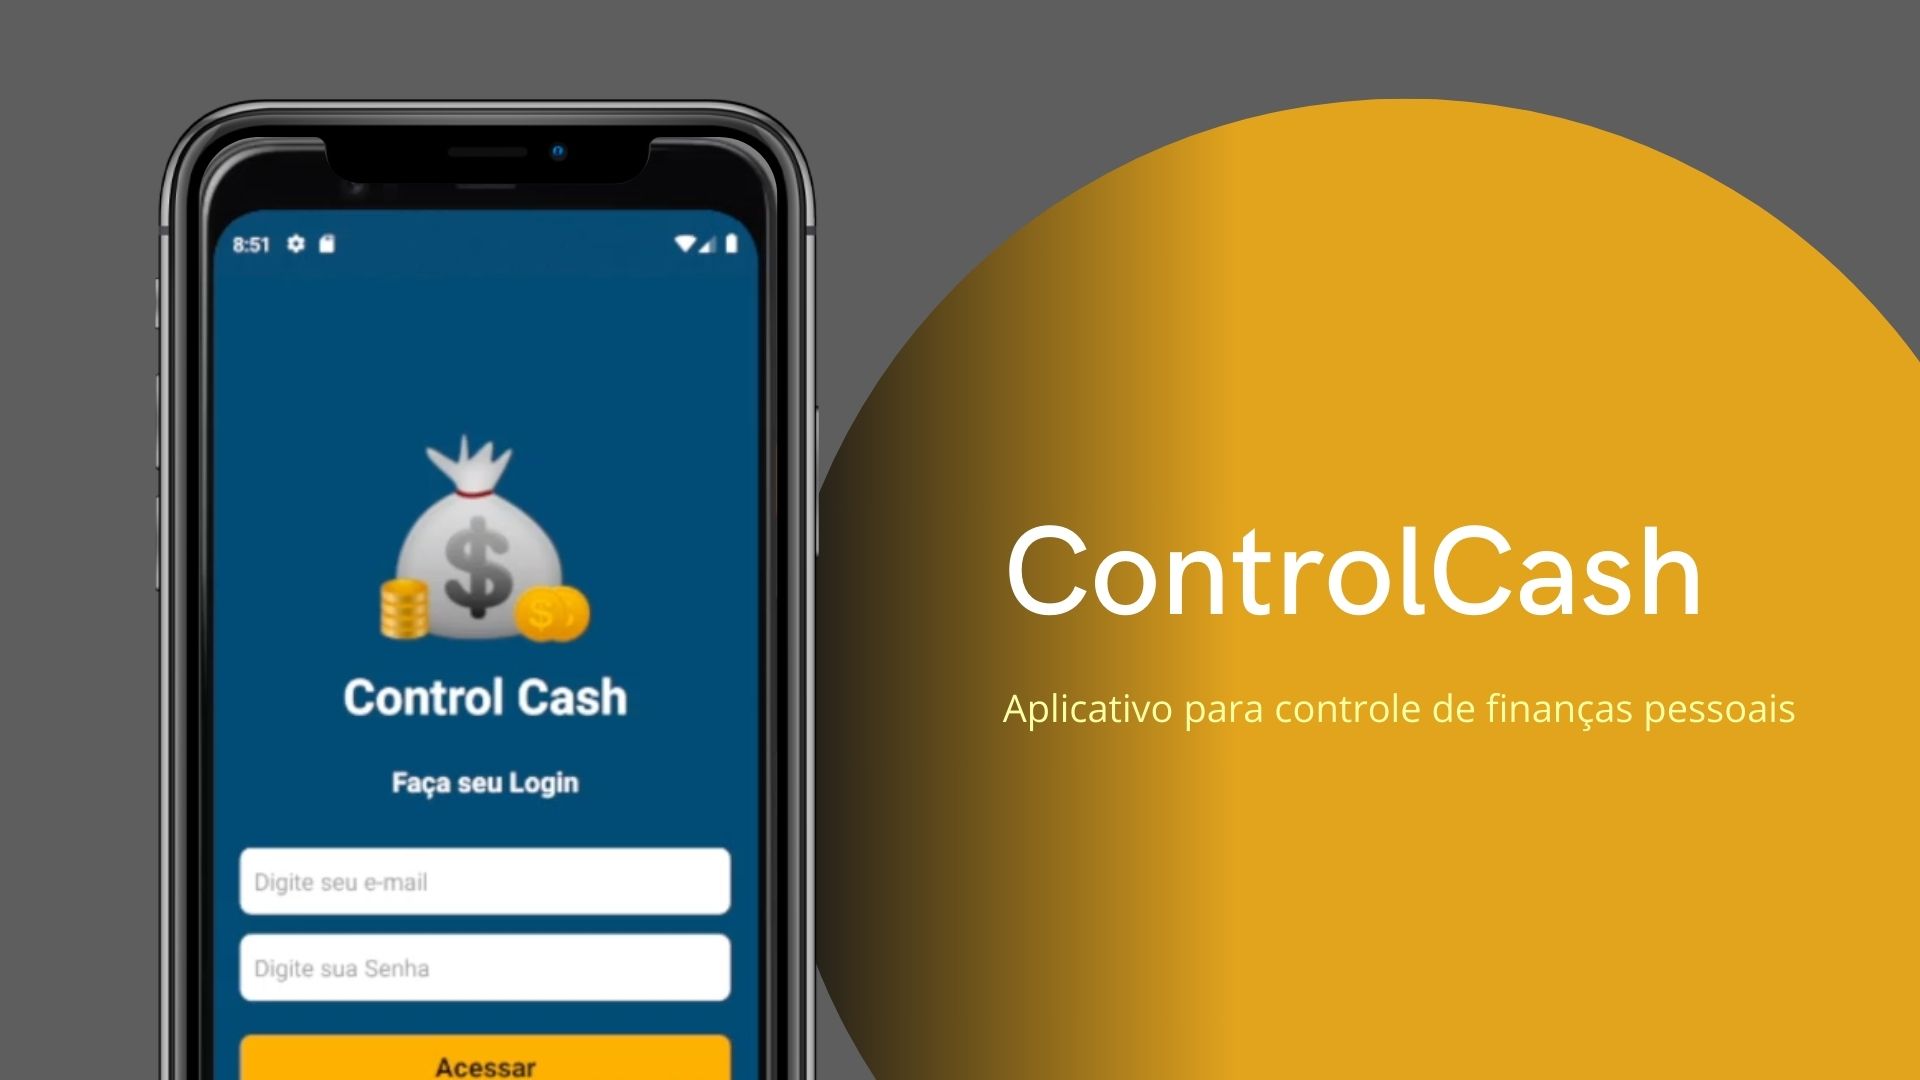 8:51
$
$
Control Cash
Faça seu Login
Digite seu e-mail
Digite sua Senha
Acessar
ControlCash
Aplicativo para controle de finanças pessoais